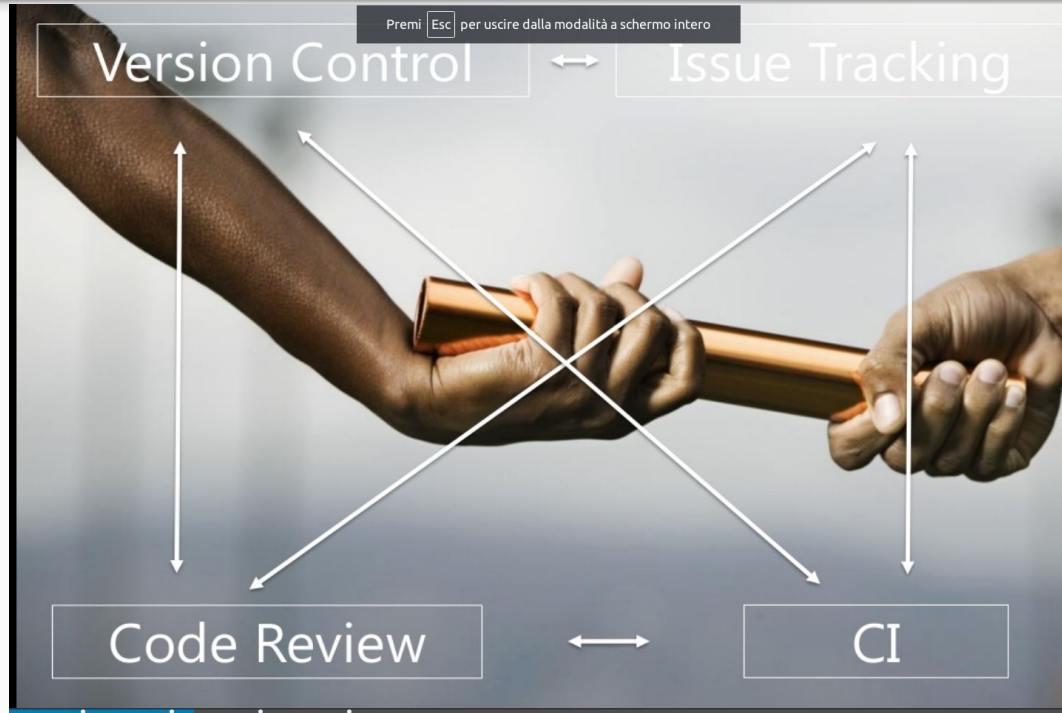 Premi Esc per uscire dalla modalità a schermo intero
Version Control
Issue Tracking
Code Review
CI